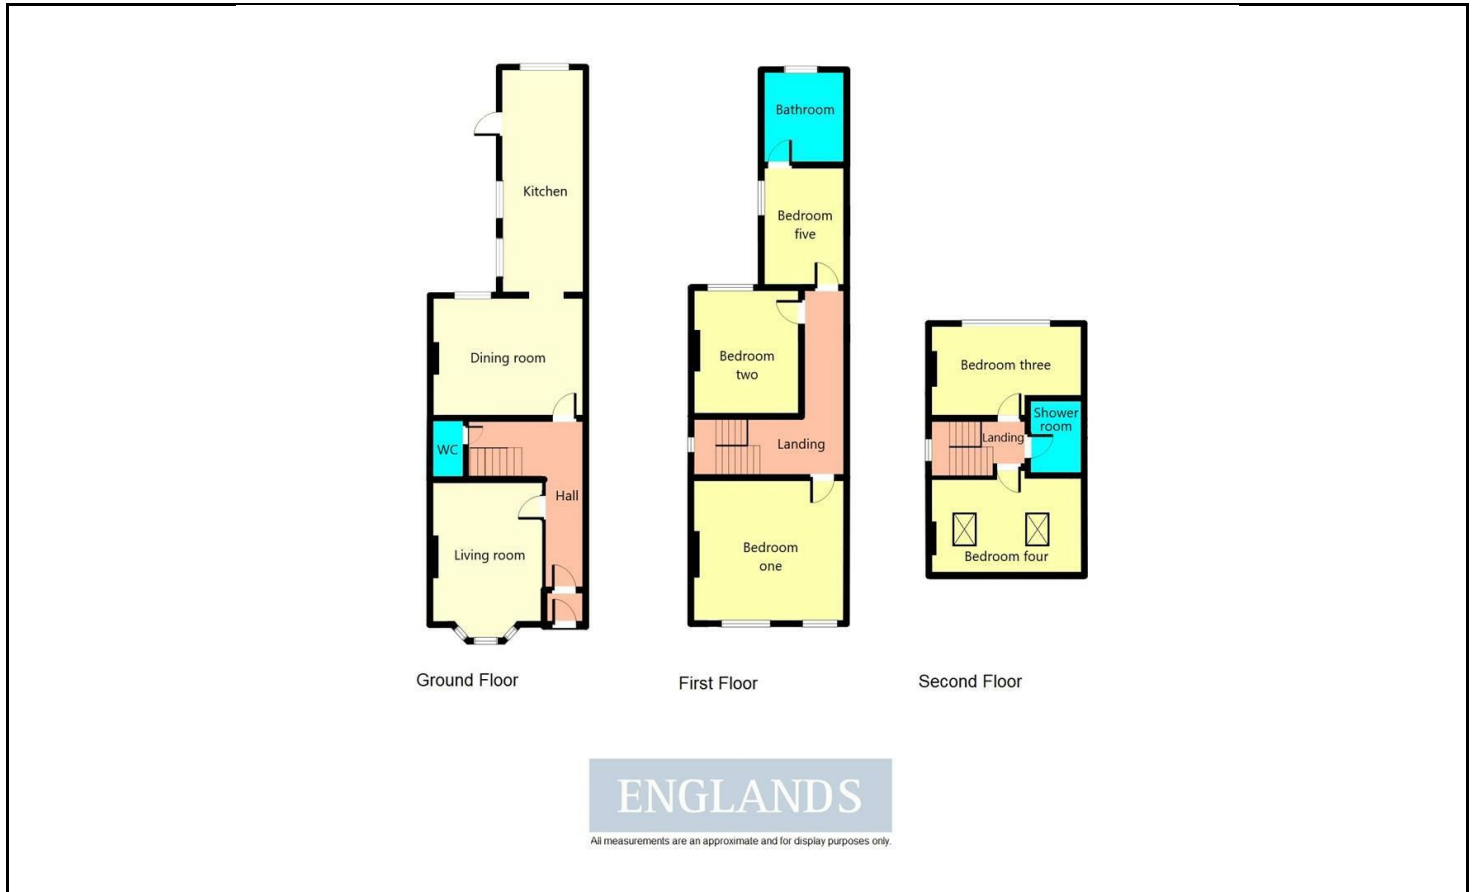 Kitchen
Dining room
WC
Hall
Living room
Ground Floor
Bathroom
Bedroom
five
Bedroom
two
Landing
Bedroom
one
First Floor
Bedroom three
Shower
room
Landing
Bedroom four
Second Floor
ENGLANDS
All measurements are an approximate and for display purposes only.